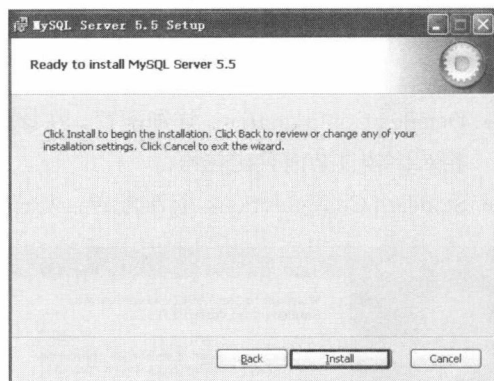 MySQL Server 5.5 Setup
Ready to install MySQL Server 5.5
Click Install to begin the installation. Click Back to review or change any of your
installation settings. Click Cancel to exit the wizard.
Back
Install
Cancel